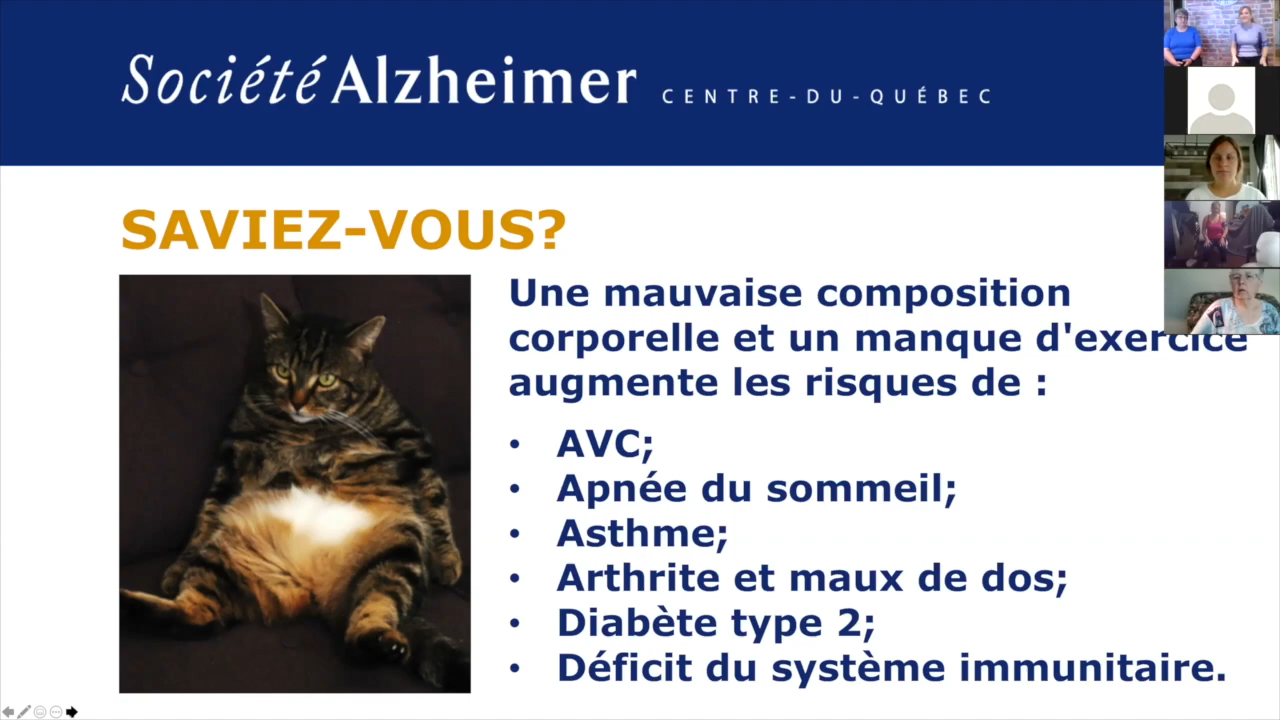 Société Alzheimer CENTRE-DU-QUÉBEC
SAVIEZ-VOUS?
Une mauvaise composition
corporelle et un manque d'exercice
augmente les risques de :
• AVC;
• Apnée du sommeil;
• Asthme;
• Arthrite et maux de dos;
• Diabète type 2;
• Déficit du système immunitaire.